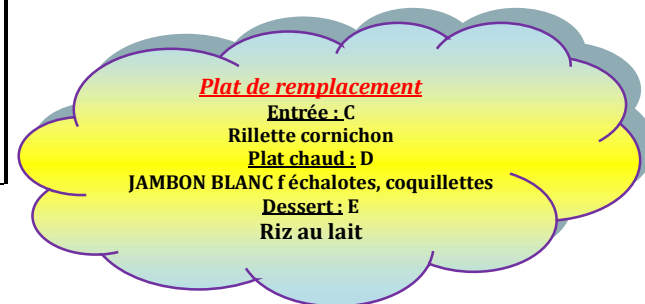 Plat de remplacement
Entrée : C
Rillette cornichon
Plat chaud : D
JAMBON BLANC f échalotes, coquillettes
Dessert : E
Riz au lait